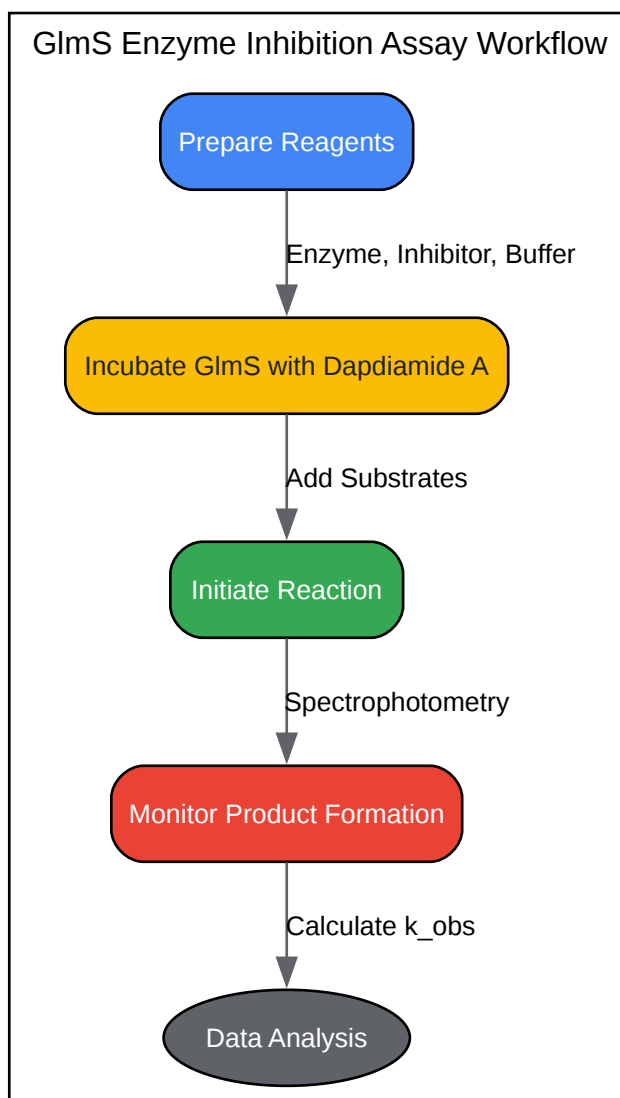 GlmS Enzyme Inhibition Assay Workflow
Prepare Reagents
Enzyme, Inhibitor, Buffer
Incubate GlmS with Dapdiamide A
Add Substrates
Initiate Reaction
Spectrophotometry
Monitor Product Formation
Calculate k_obs
Data Analysis